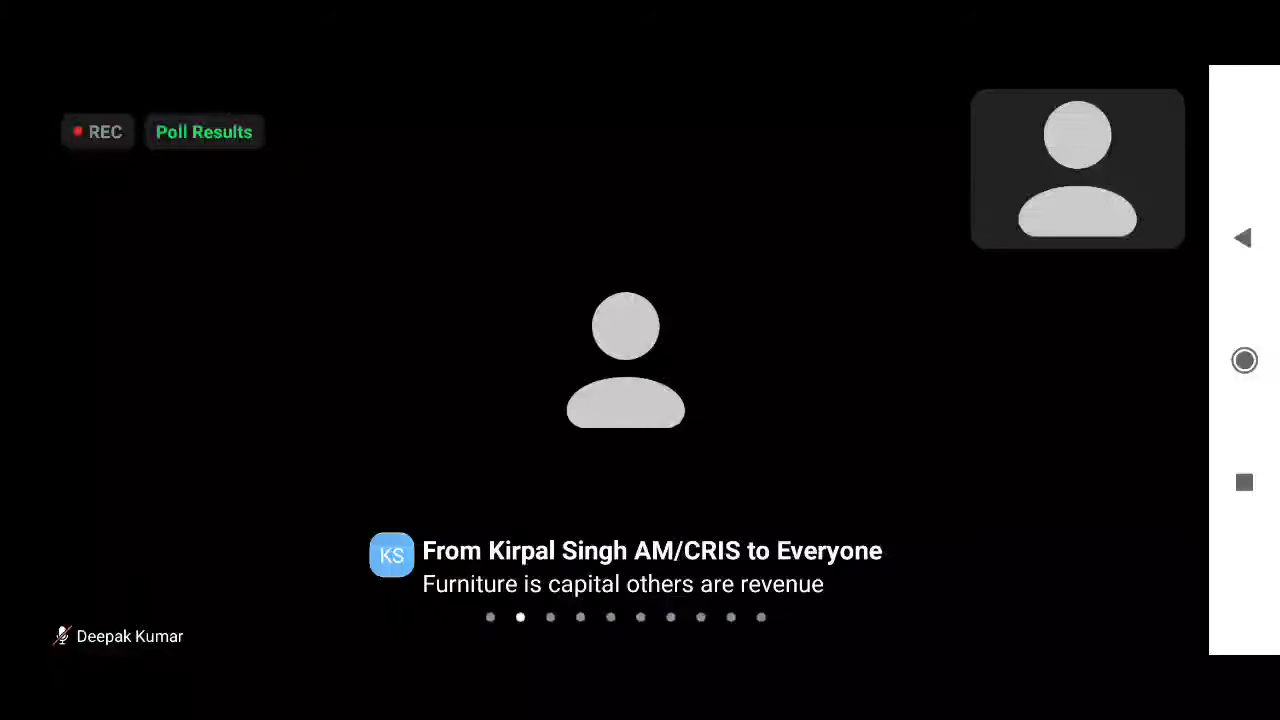 REC
Poll Results
KS
From Kirpal Singh AM/CRIS to Everyone
Furniture is capital others are revenue
Deepak Kumar